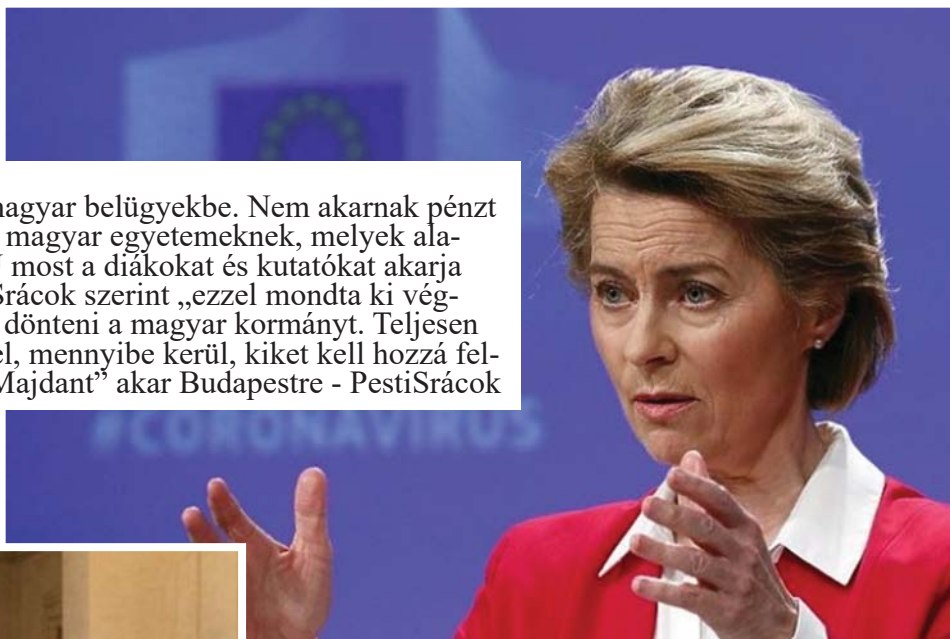 magyar belügyekbe. Nem akarnak pénzt
magyar egyetemeknek, melyek ala-
most a diákokat és kutatókat akarja
Srácok szerint „ezzel mondta ki vég-
dönteni a magyar kormányt. Teljesen
el, mennyibe kerül, kiket kell hozzá fel-
Majdant” akar Budapestre - PestiSrácok
#CORONAVIRUS